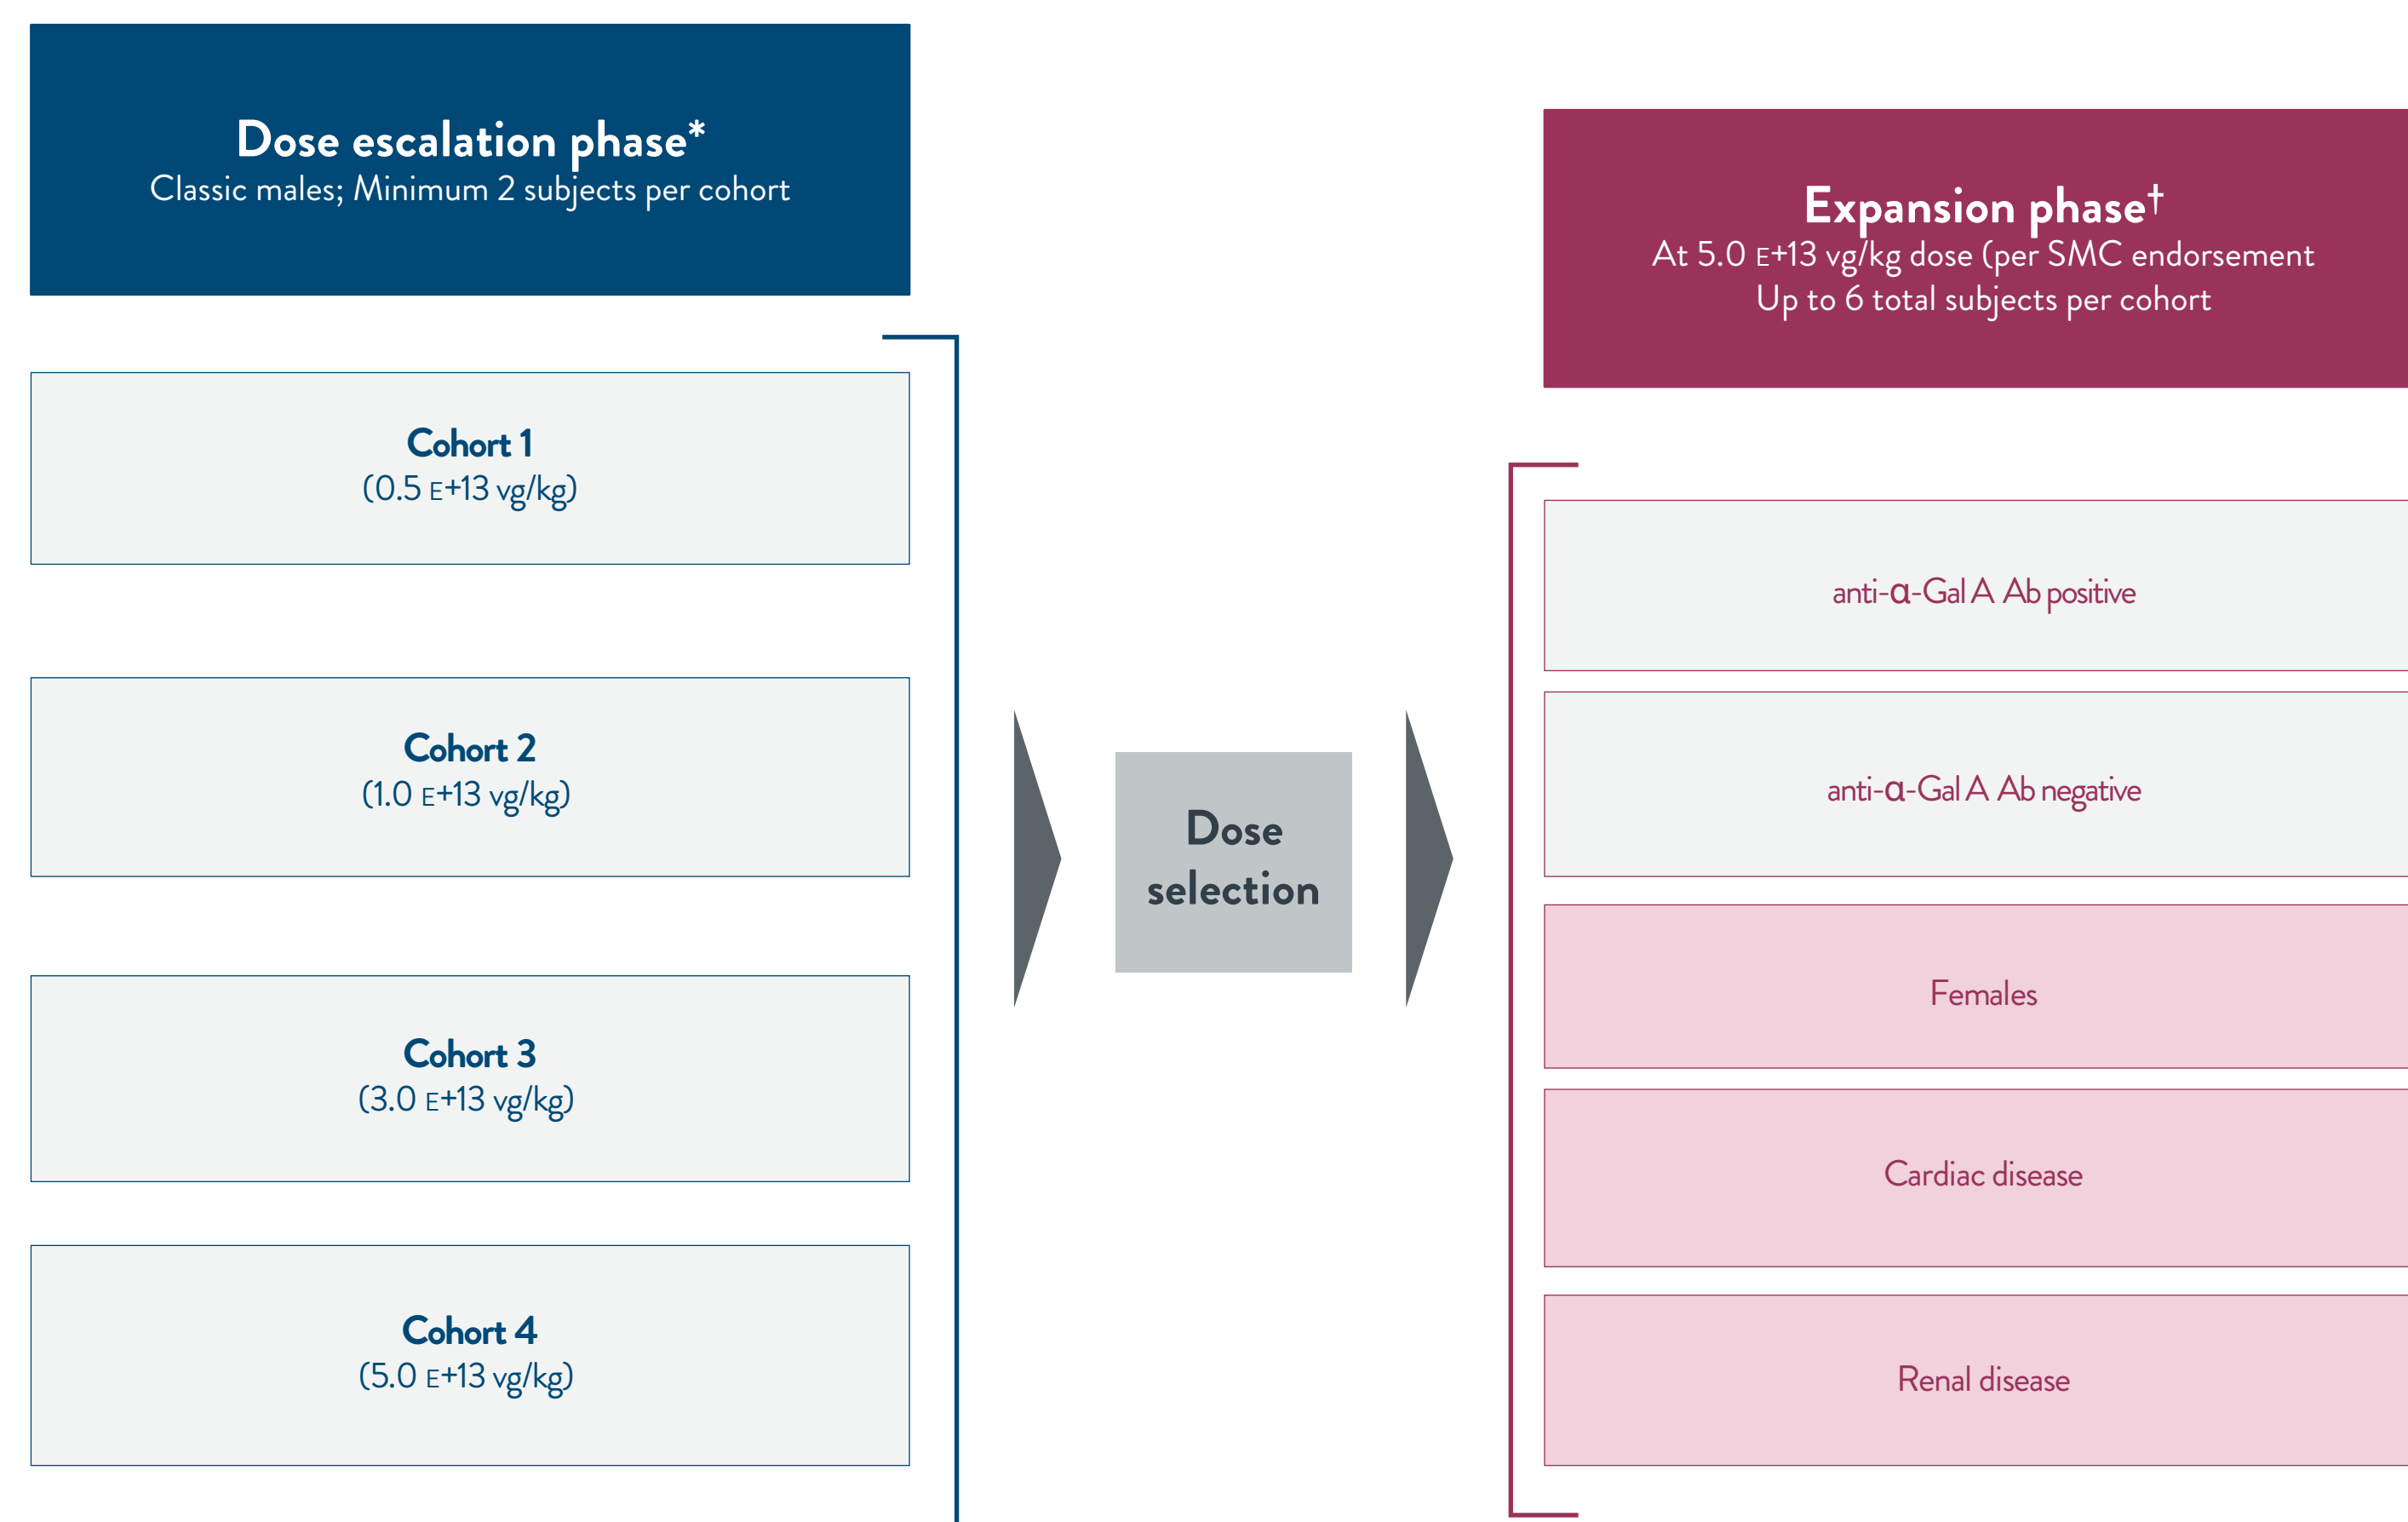 Dose escalation phase*
Classic males; Minimum 2 subjects per cohort
Cohort 1
(0.5 E+13 vg/kg)
Cohort 2
(1.0 E+13 vg/kg)
Cohort 3
(3.0 E+13 vg/kg)
Cohort 4
(5.0 E+13 vg/kg)
Dose
selection
Expansion phase†
At 5.0 E+13 vg/kg dose (per SMC endorsement
Up to 6 total subjects per cohort
anti-α-Gal A Ab positive
anti-α-Gal A Ab negative
Females
Cardiac disease
Renal disease